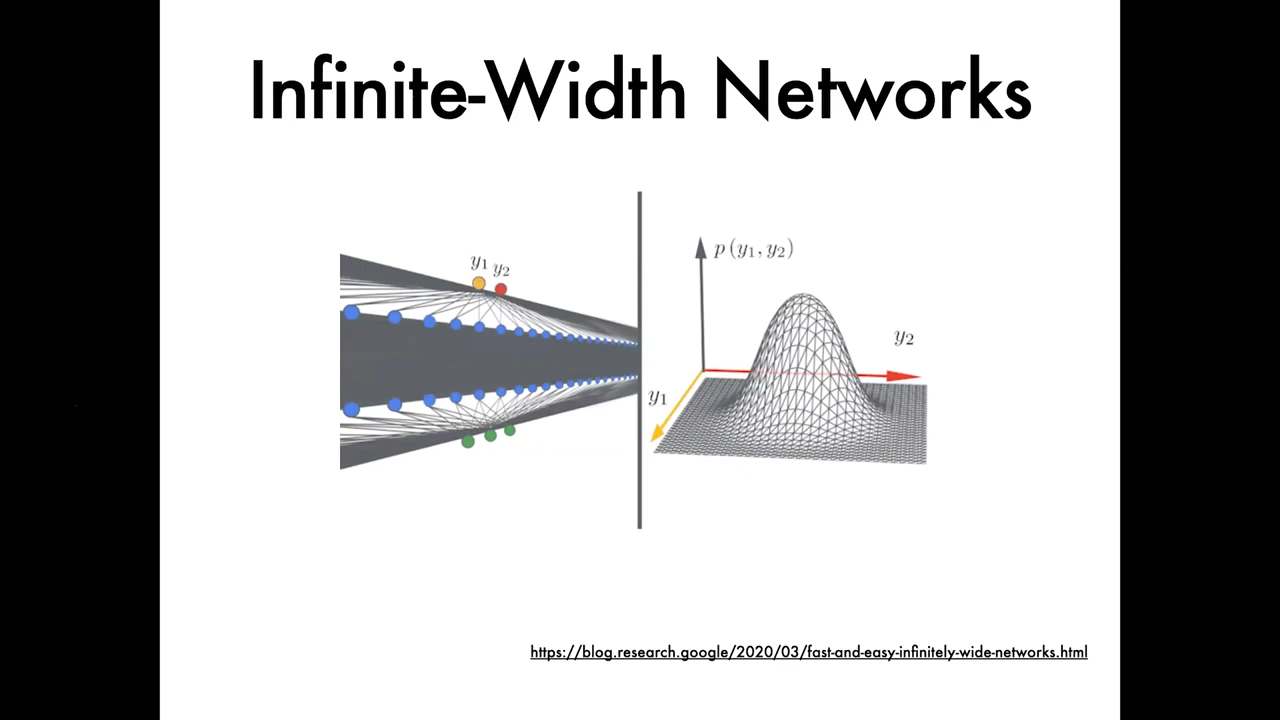 Infinite-Width Networks
y₁ y₂
p(y₁, y₂)
y₂
y₁
https://blog.research.google/2020/03/fast-and-easy-infinitely-wide-networks.html